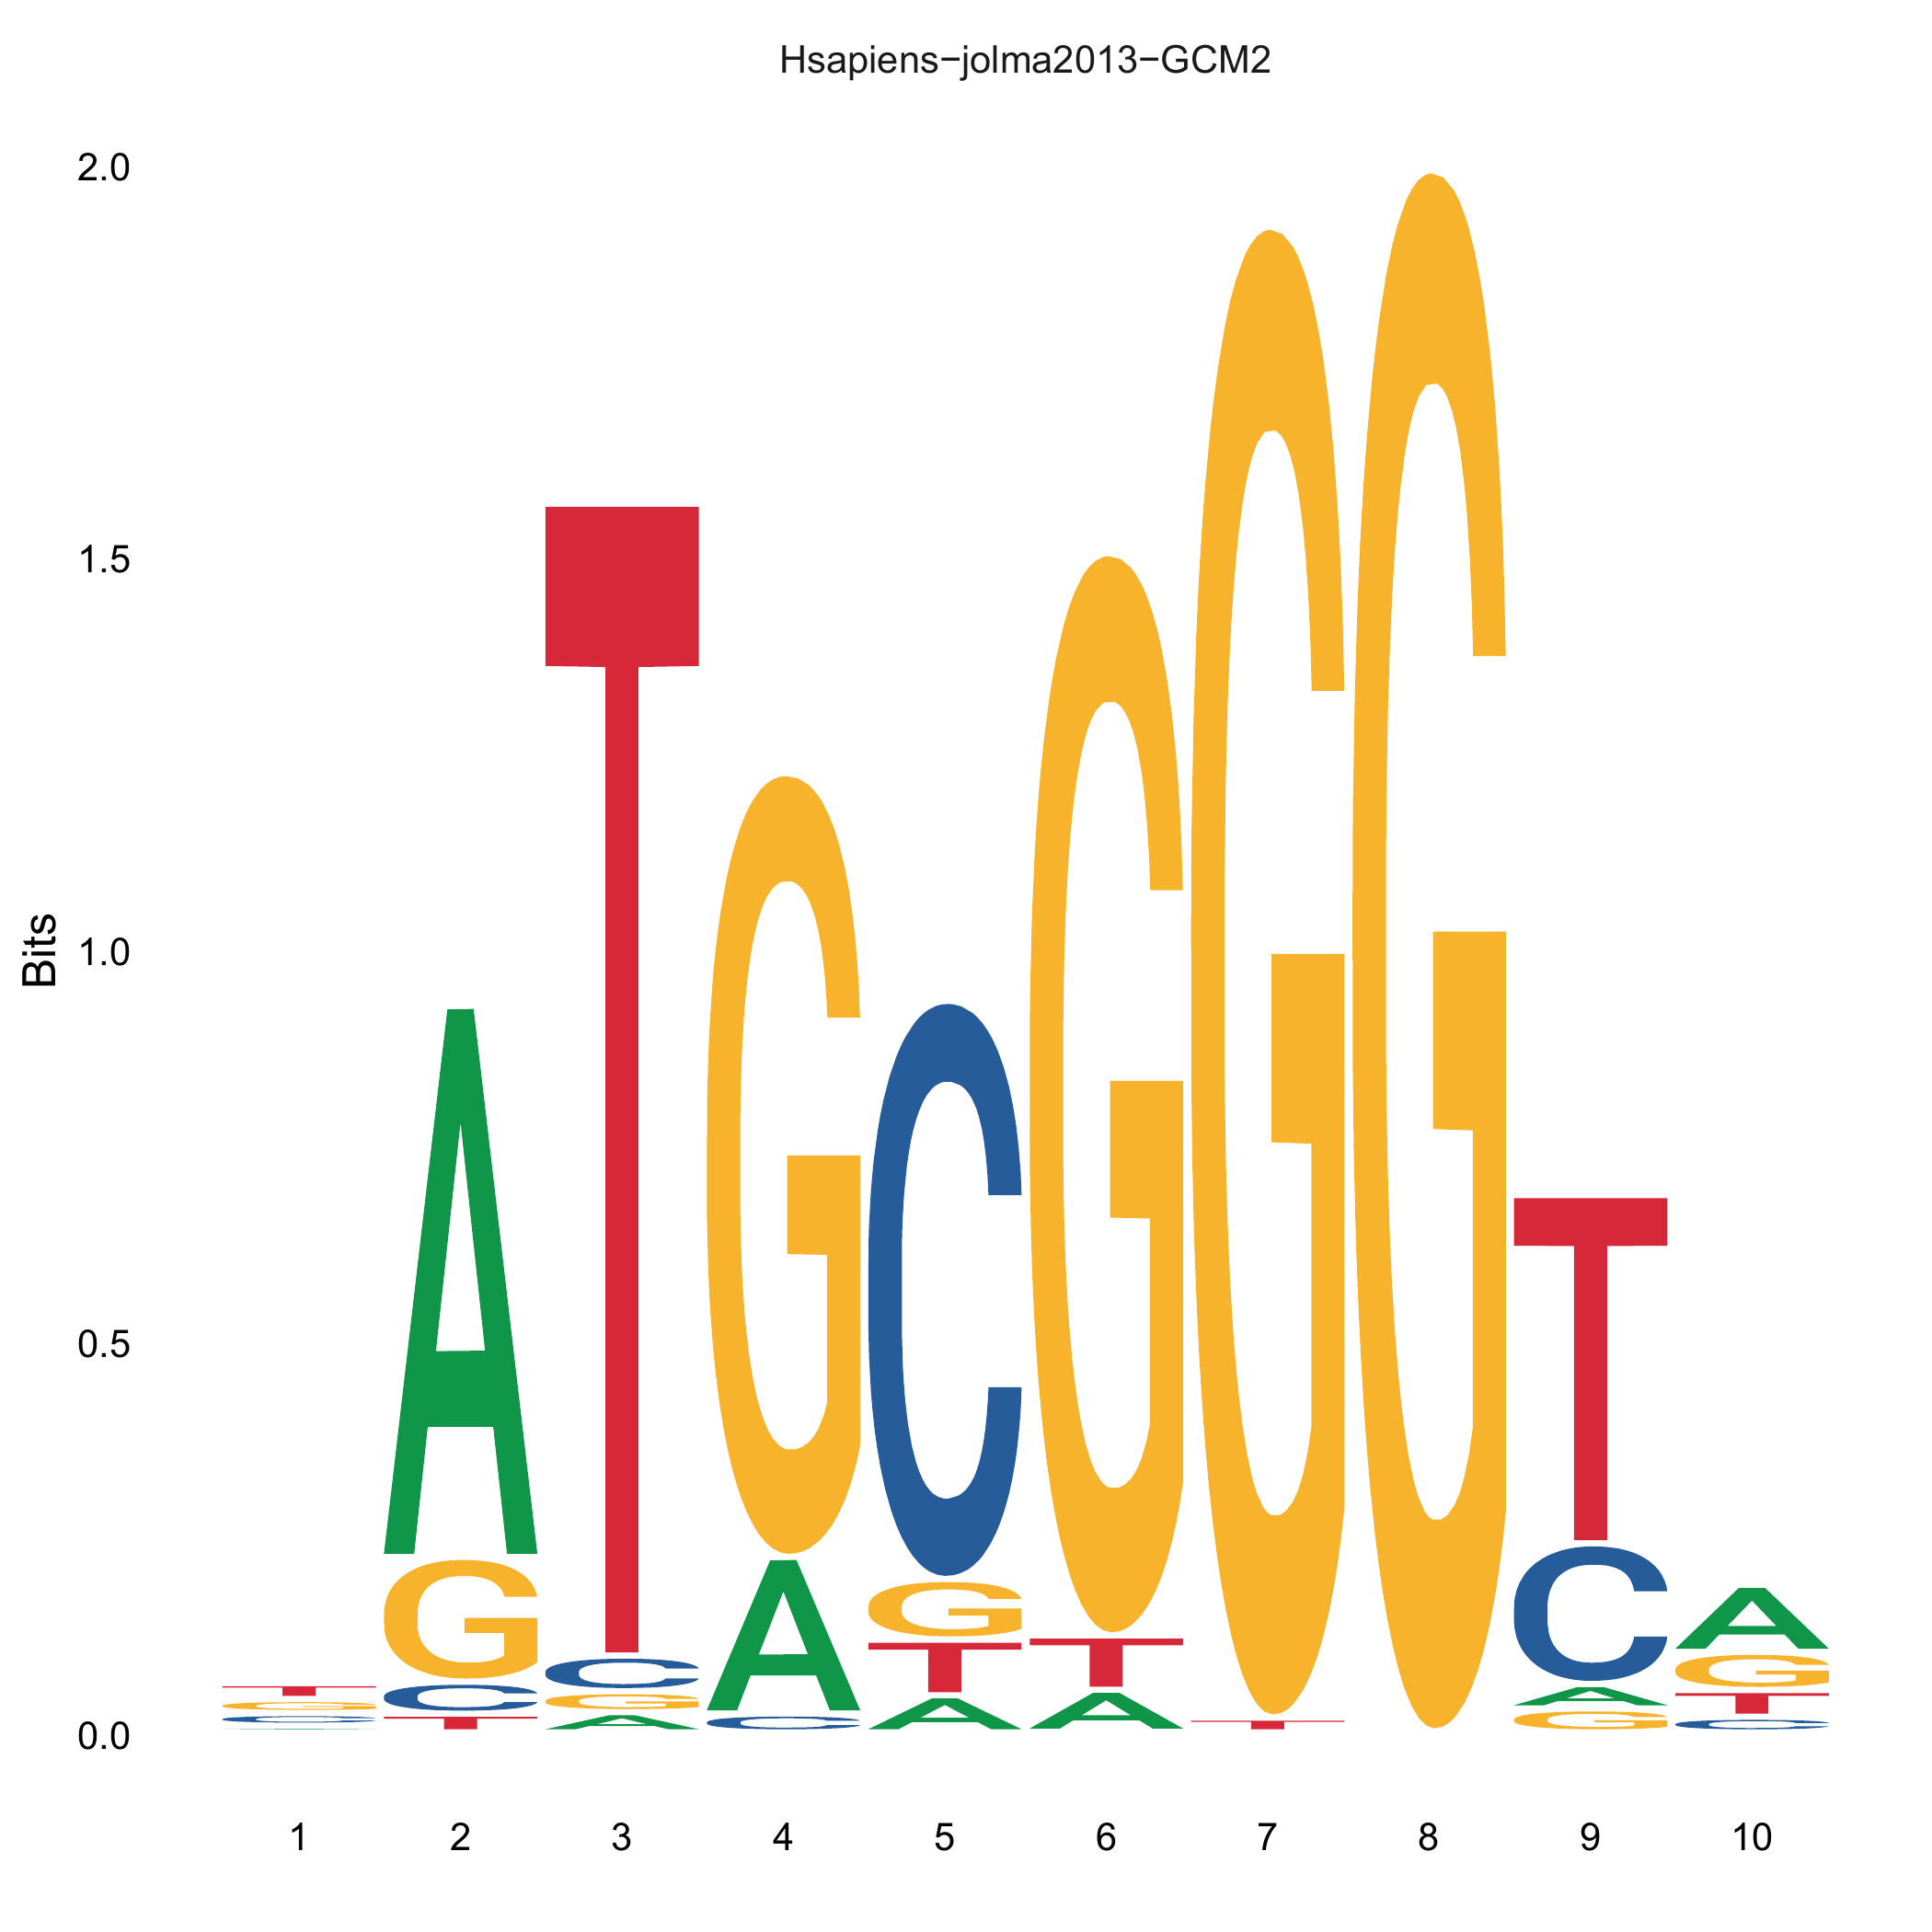 Hsapiens−jolma2013−GCM2
2.0
1.5
1.0
0.5
0.0
Bits
T A T G C G G G T A
G G C C A G T T C G
C C G C T A A T
A T A A G C
1 2 3 4 5 6 7 8 9 10